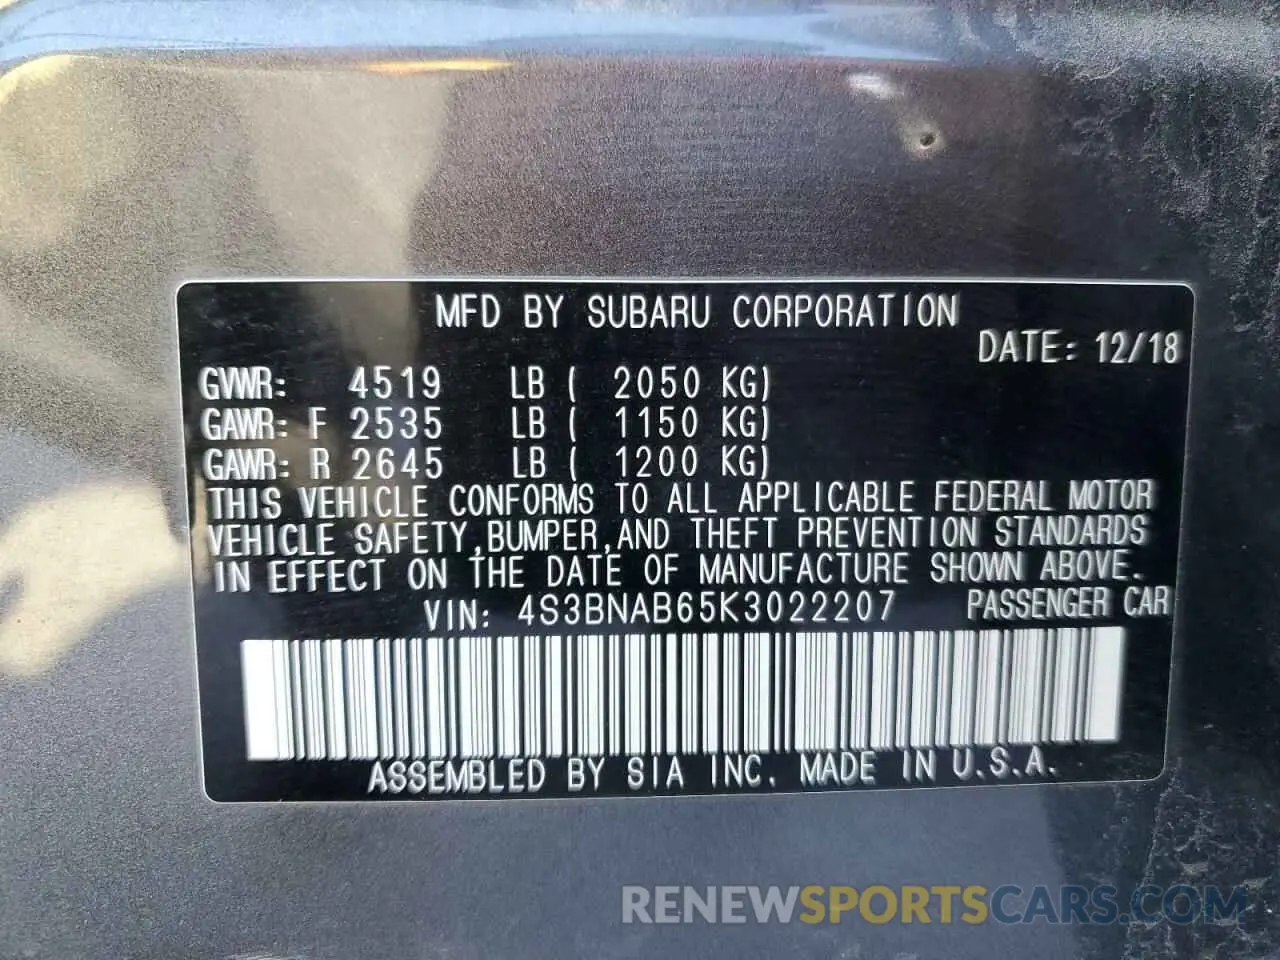 MFD BY SUBARU CORPORATION
DATE: 12/18
GVWR: 4519 LB ( 2050 KG)
GAWR: F 2535 LB ( 1150 KG)
GAWR: R 2645 LB ( 1200 KG)
THIS VEHICLE CONFORMS TO ALL APPLICABLE FEDERAL MOTOR
VEHICLE SAFETY,BUMPER,AND THEFT PREVENTION STANDARDS
IN EFFECT ON THE DATE OF MANUFACTURE SHOWN ABOVE.
VIN: 4S3BNAB65K3022207 PASSENGER CAR
ASSEMBLED BY SIA INC. MADE IN U.S.A.
RENEWSPORTSCARS.COM